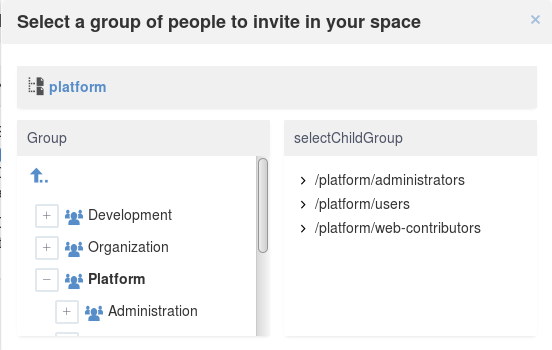 Select a group of people to invite in your space
×
platform
Group
selectChildGroup
Development
Organization
Platform
Administration
/platform/administrators
/platform/users
/platform/web-contributors